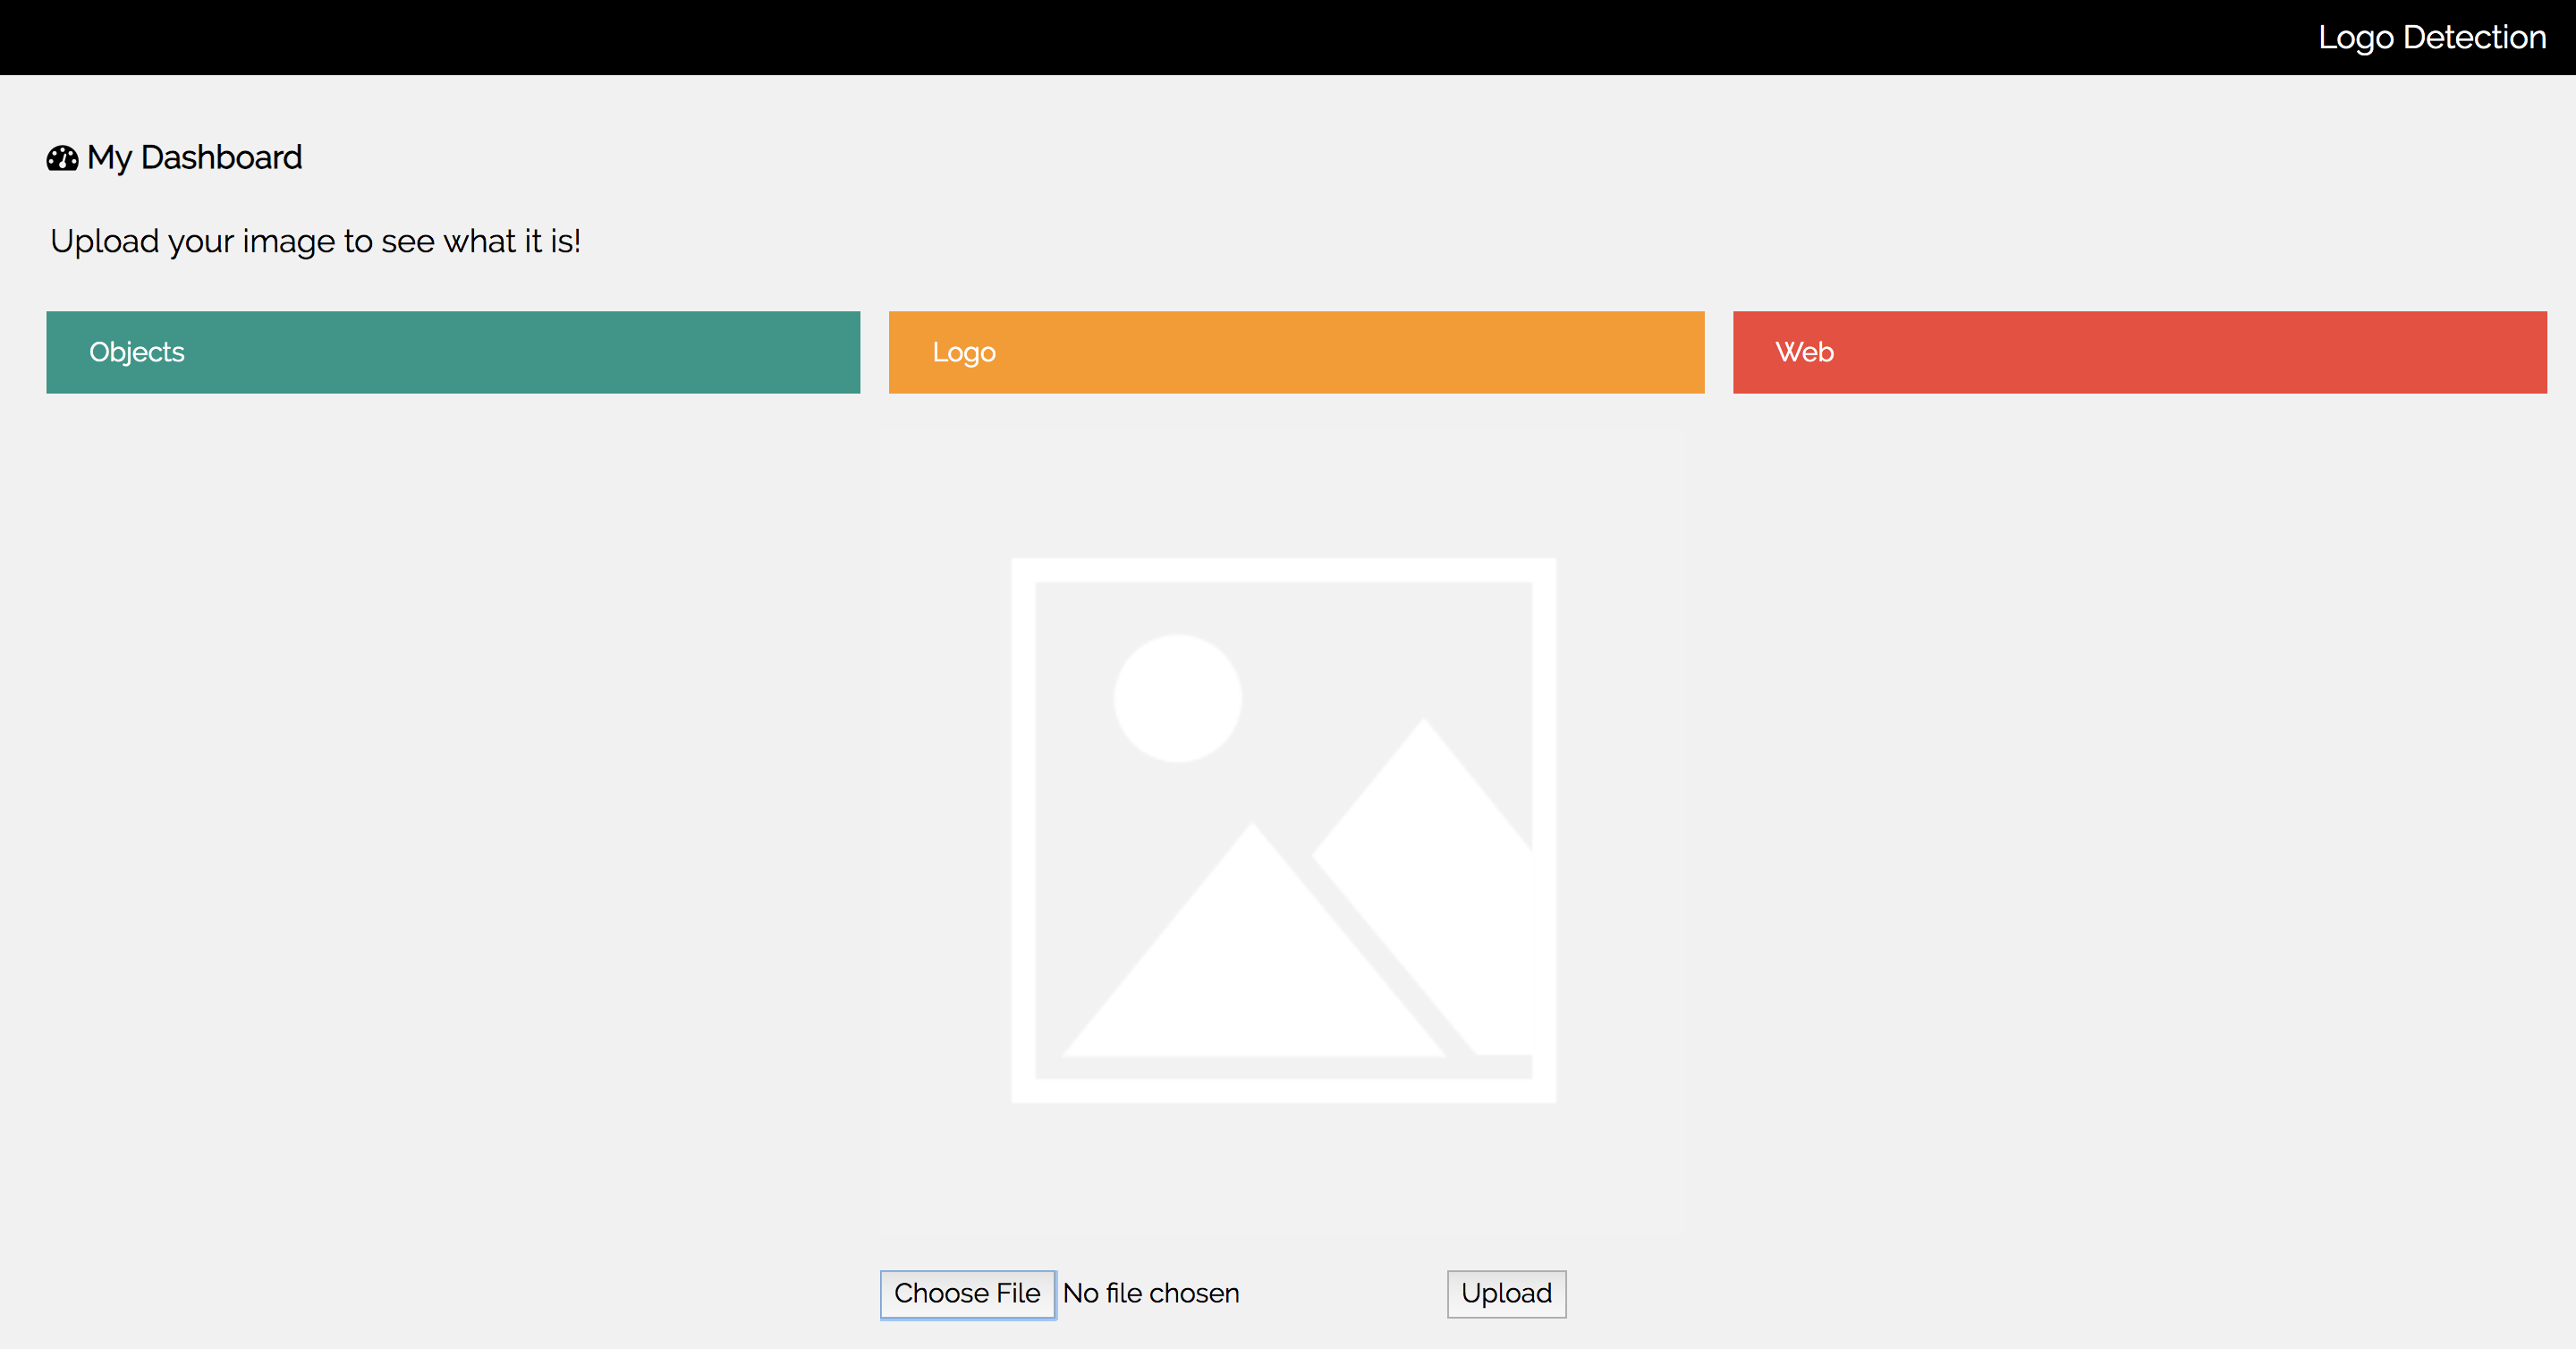 Logo Detection
My Dashboard
Upload your image to see what it is!
Objects
Logo
Web
Choose File No file chosen
Upload